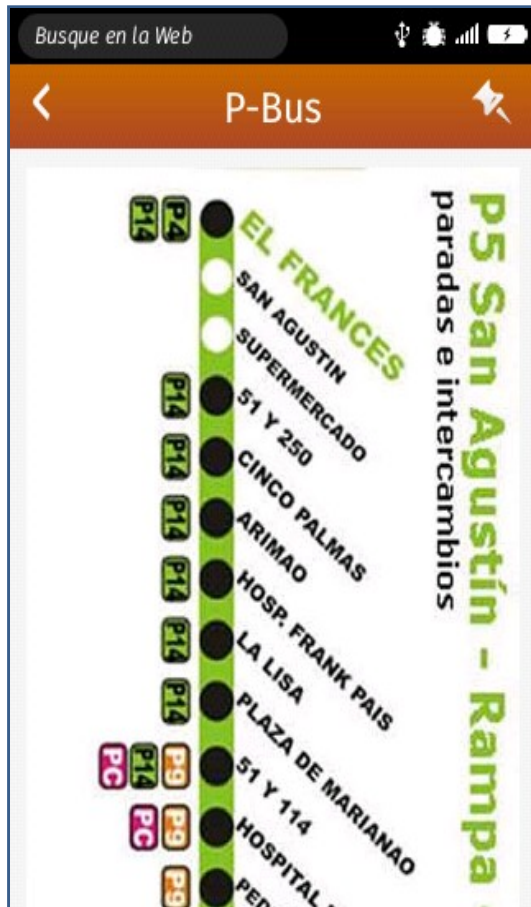 Busque en la Web
P-Bus
P5 San Agustín - Rampa
paradas e intercambios
P14 P4
EL FRANCES
SAN AGUSTIN
SUPERMERCADO
P14
51 Y 250
P14
CINCO PALMAS
P14
ARIMAO
P14
HOSP. FRANK PAIS
P14
LA LISA
P14
PLAZA DE MARIANAO
PC P14 P9
51 Y 114
PC P9
HOSPITAL
P9